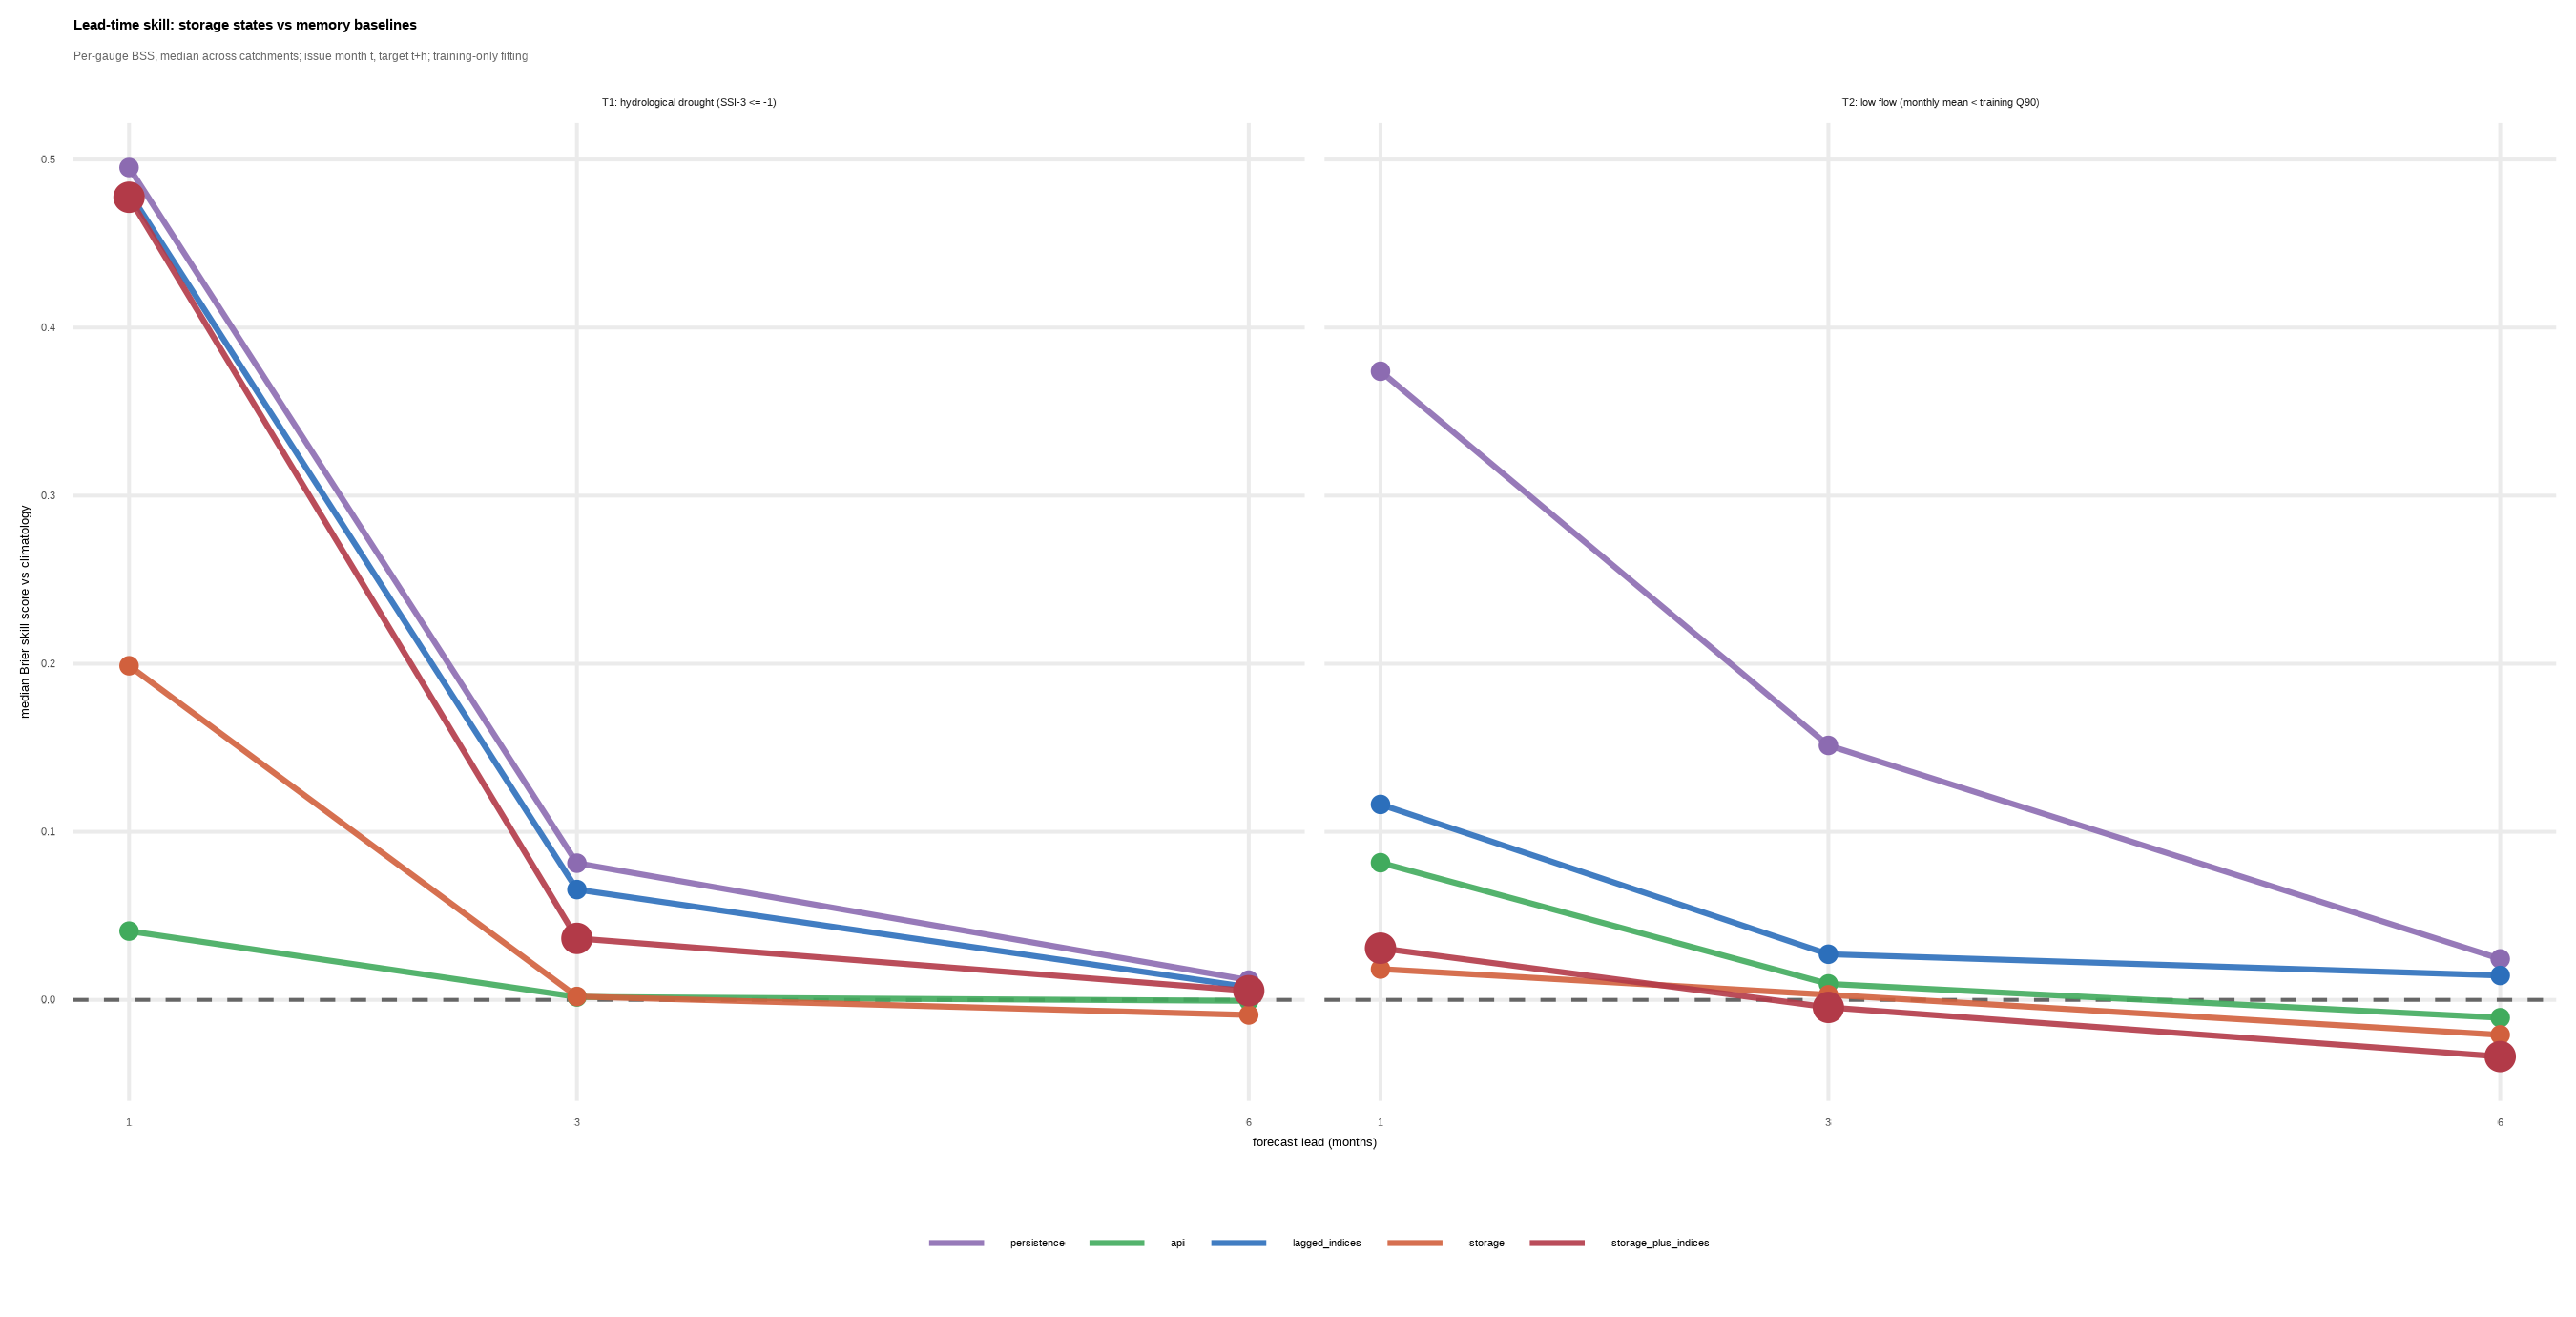 Lead-time skill: storage states vs memory baselines
Per-gauge BSS, median across catchments; issue month t, target t+h; training-only fitting
T1: hydrological drought (SSI-3 <= -1)
T2: low flow (monthly mean < training Q90)
median Brier skill score vs climatology
0.5
0.4
0.3
0.2
0.1
0.0
1 3 6 1 3 6
forecast lead (months)
persistence api lagged_indices storage storage_plus_indices